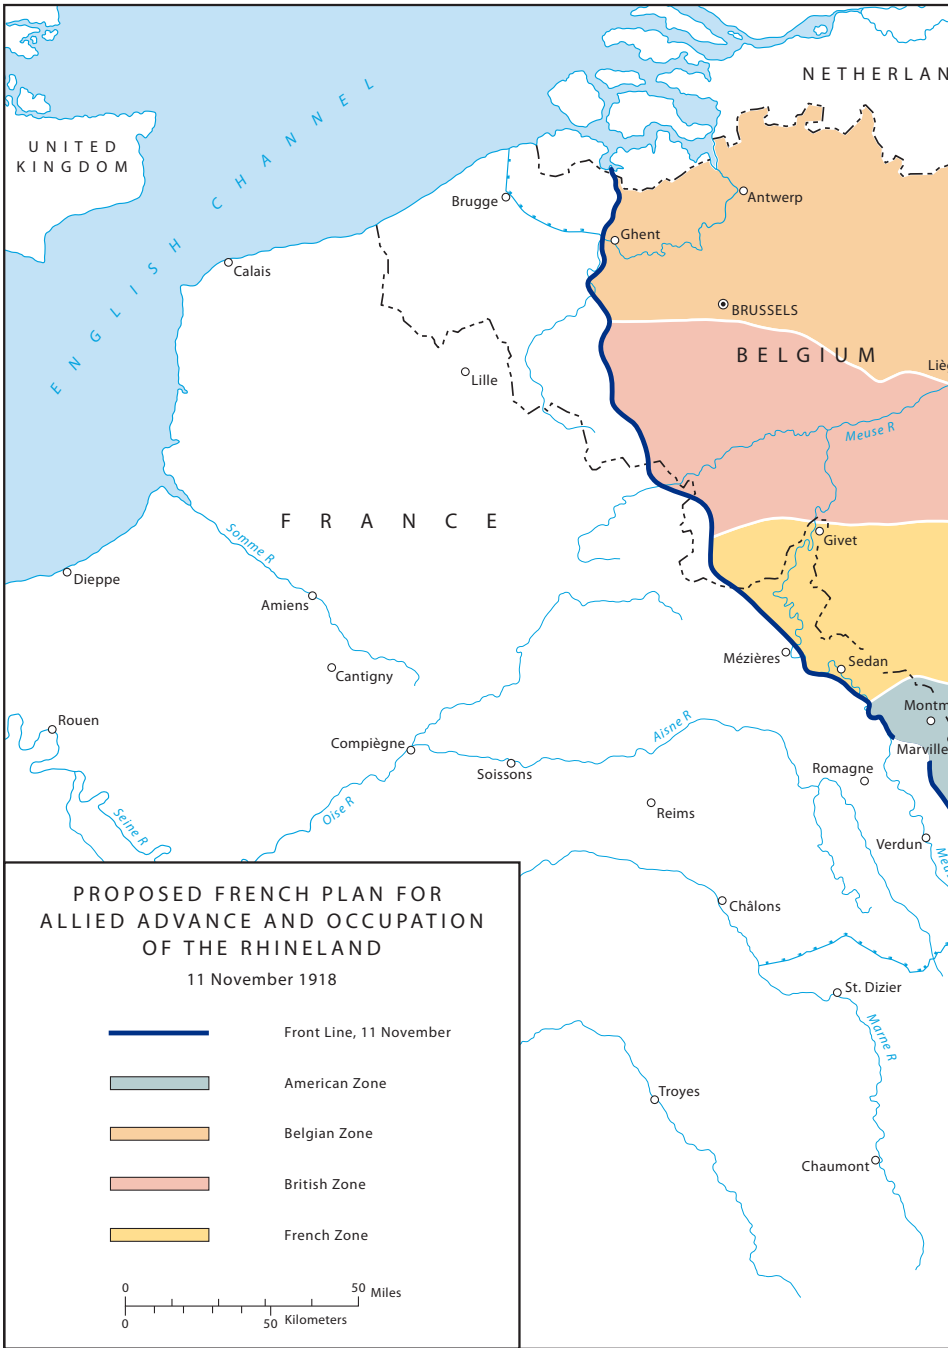 NETHERLAN
UNITED
KINGDOM
ENGLISH CHANNEL
Brugge
Antwerp
Ghent
Calais
BRUSSELS
BELGIUM
Liè
Lille
Meuse R
FRANCE
Somme R
Givet
Dieppe
Amiens
Mézières
Sedan
Cantigny
Montm
Rouen
Aisne R
Compiègne
Marville
Soissons
Romagne
Oise R
Reims
Seine R
Verdun
Meu
Châlons
St. Dizier
Marne R
Troyes
Chaumont
PROPOSED FRENCH PLAN FOR
ALLIED ADVANCE AND OCCUPATION
OF THE RHINELAND
11 November 1918
Front Line, 11 November
American Zone
Belgian Zone
British Zone
French Zone
0 50 Miles
0 50 Kilometers